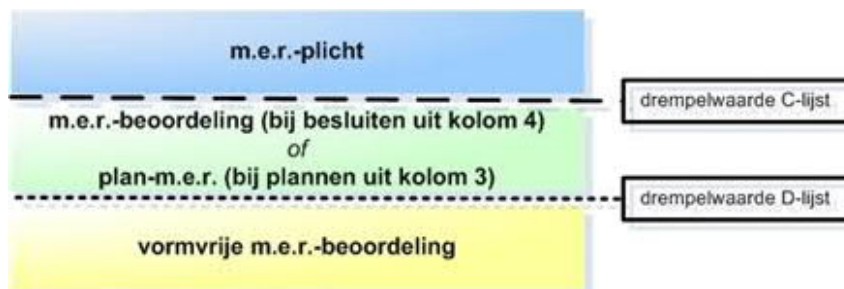 m.e.r.-plicht
drempelwaarde C-lijst
m.e.r.-beoordeling (bij besluiten uit kolom 4)
of
plan-m.e.r. (bij plannen uit kolom 3)
drempelwaarde D-lijst
vormvrije m.e.r.-beoordeling